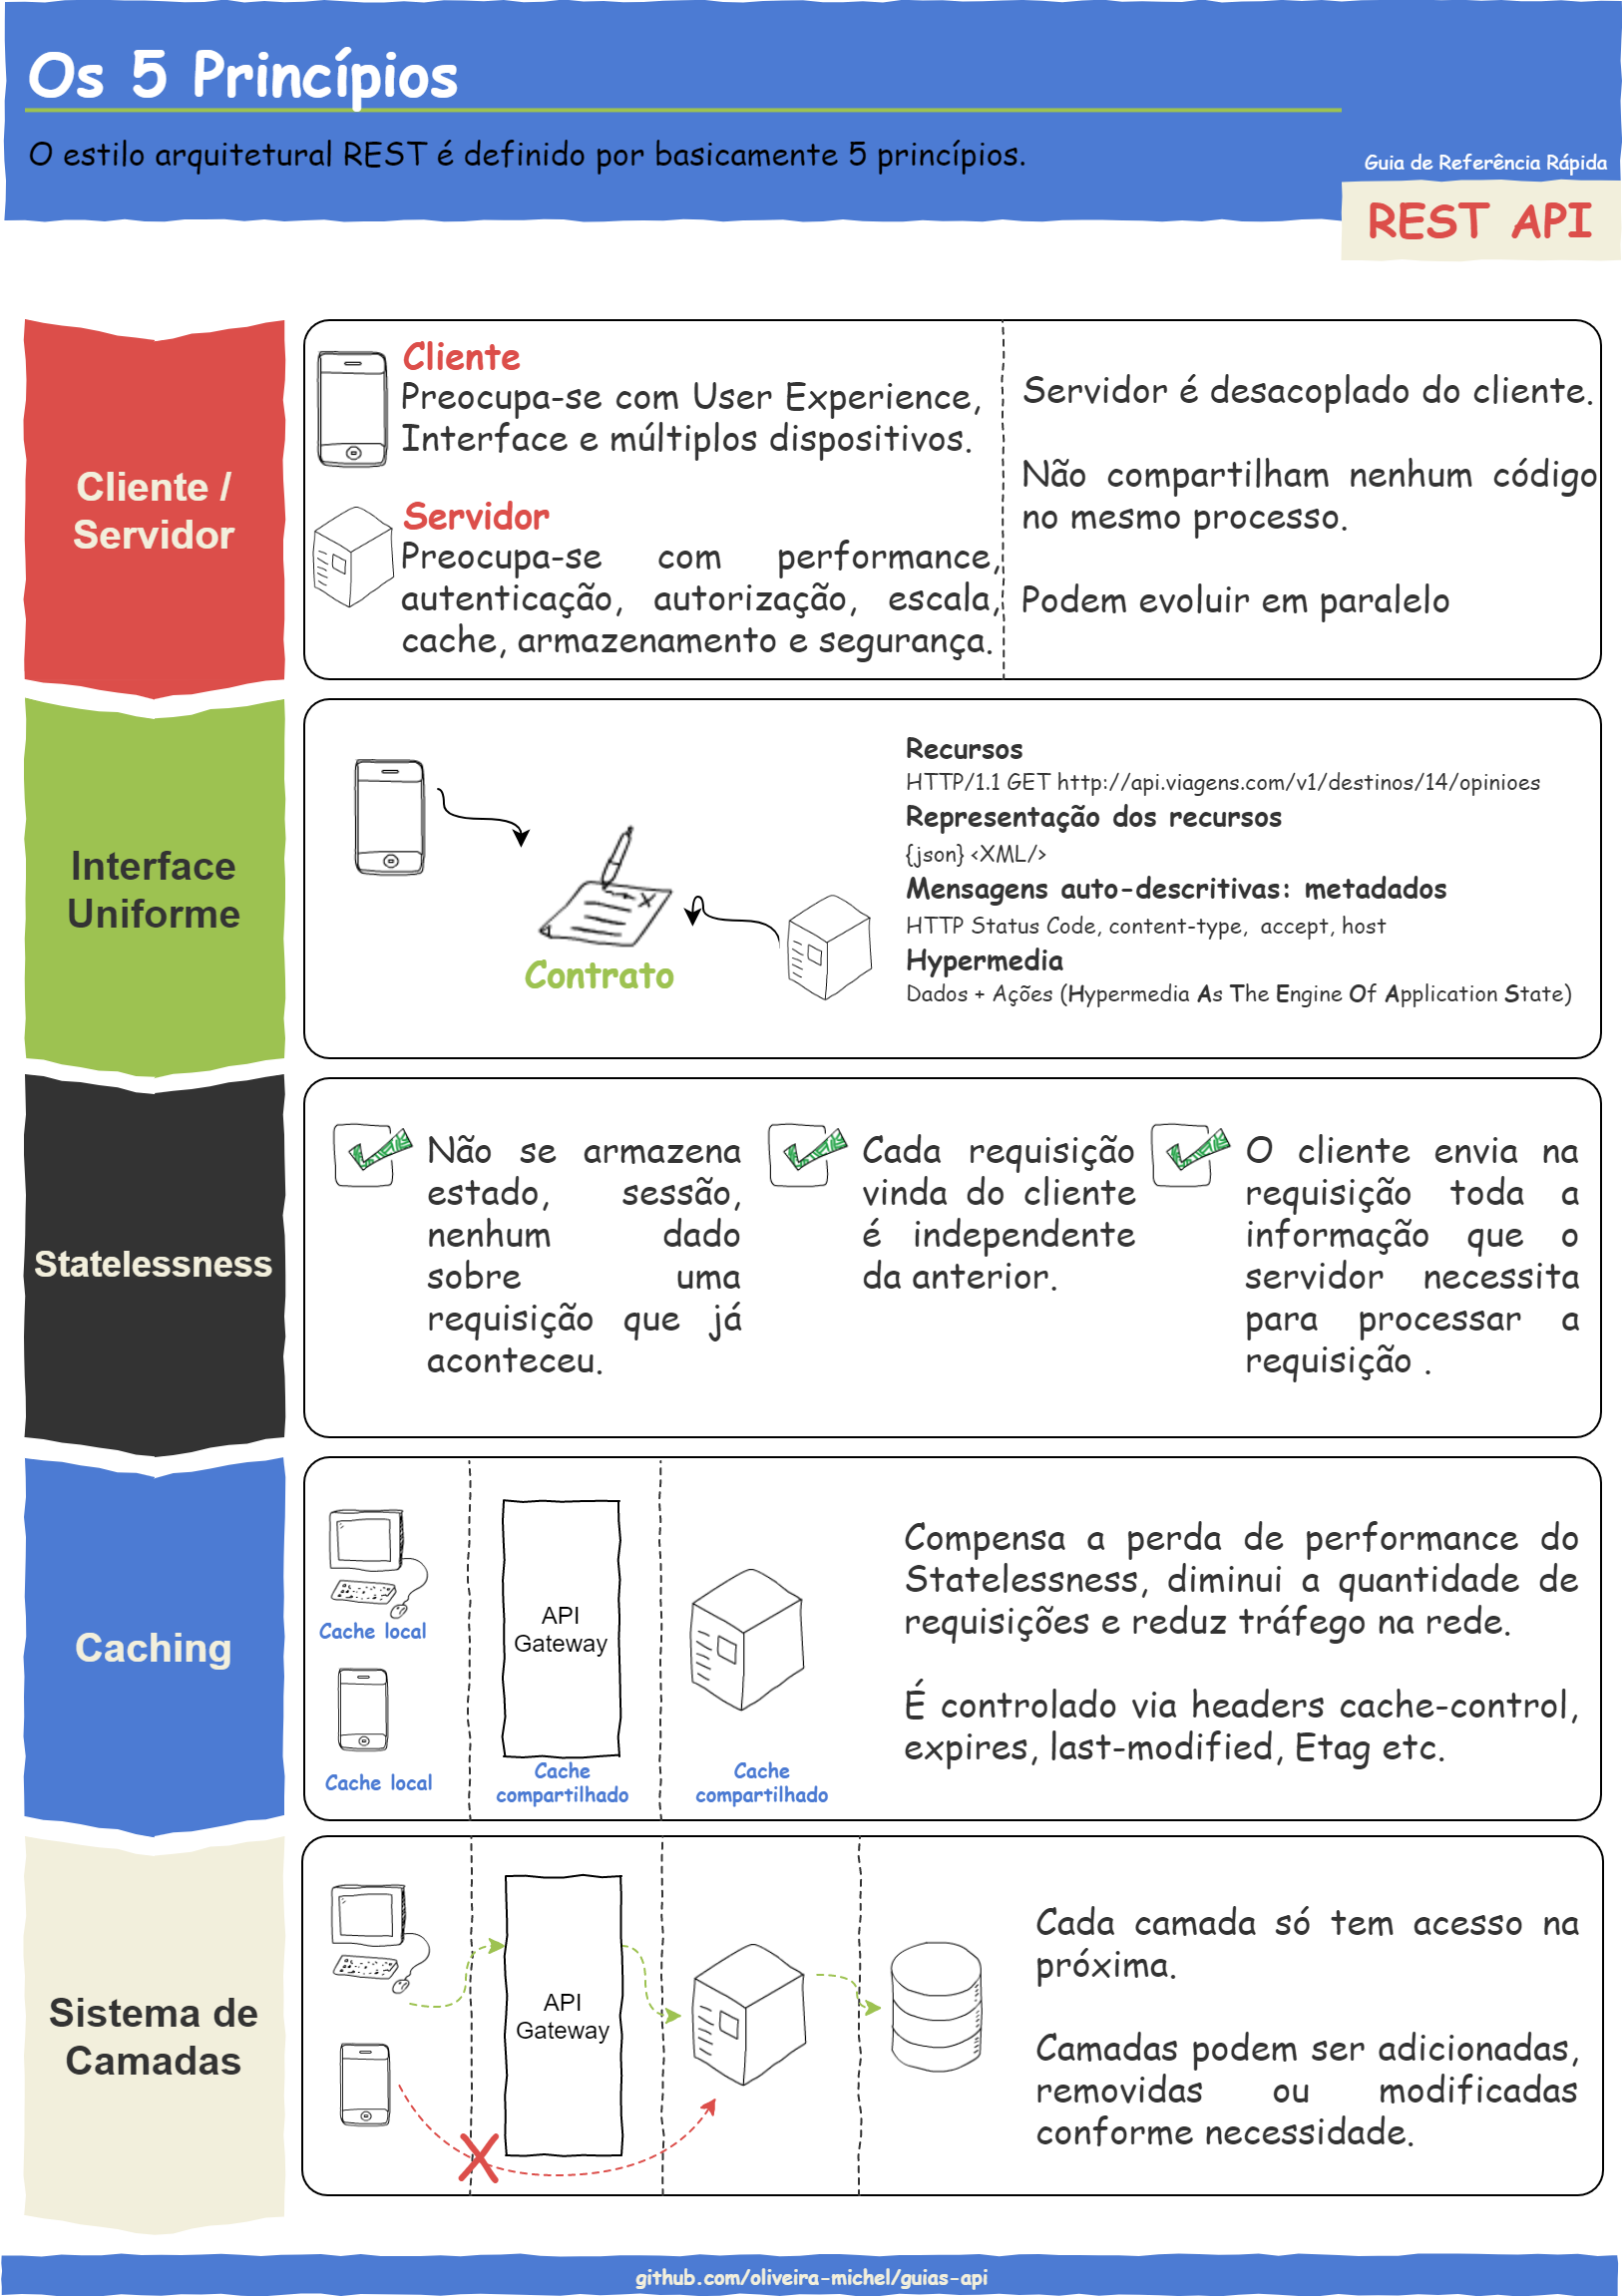 Os 5 Princípios
O estilo arquitetural REST é definido por basicamente 5 princípios.
Guia de Referência Rápida
REST API
Cliente /
Servidor
Cliente
Preocupa-se com User Experience,
Interface e múltiplos dispositivos.
Servidor
Preocupa-se com performance,
autenticação, autorização, escala,
cache, armazenamento e segurança.
Servidor é desacoplado do cliente.
Não compartilham nenhum código
no mesmo processo.
Podem evoluir em paralelo
Interface
Uniforme
Contrato
Recursos
HTTP/1.1 GET http://api.viagens.com/v1/destinos/14/opinioes
Representação dos recursos
{json} <XML/>
Mensagens auto-descritivas: metadados
HTTP Status Code, content-type, accept, host
Hypermedia
Dados + Ações (Hypermedia As The Engine Of Application State)
Statelessness
Não se armazena
estado, sessão,
nenhum dado
sobre uma
requisição que já
aconteceu.
Cada requisição
vinda do cliente
é independente
da anterior.
O cliente envia na
requisição toda a
informação que o
servidor necessita
para processar a
requisição .
Caching
Cache local
Cache local
API
Gateway
Cache
compartilhado
Cache
compartilhado
Compensa a perda de performance do
Statelessness, diminui a quantidade de
requisições e reduz tráfego na rede.
É controlado via headers cache-control,
expires, last-modified, Etag etc.
Sistema de
Camadas
API
Gateway
Cada camada só tem acesso na
próxima.
Camadas podem ser adicionadas,
removidas ou modificadas
conforme necessidade.
github.com/oliveira-michel/guias-api